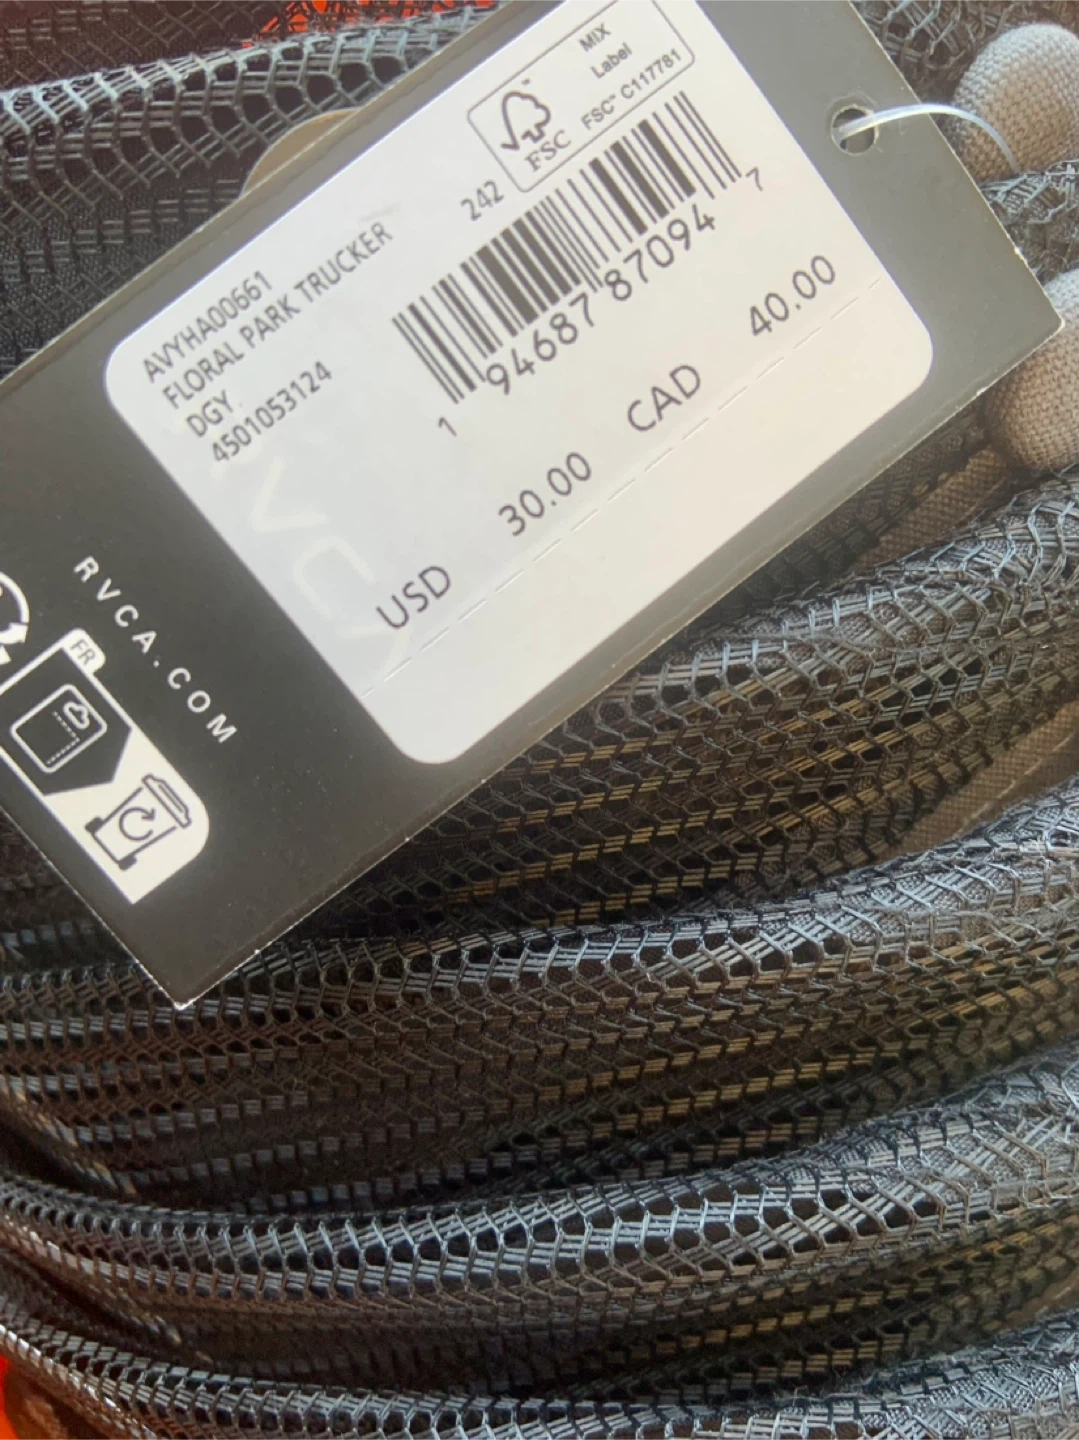 MIX
Label
FSC™ C117781
FSC
242
AVYHA00661
FLORAL PARK TRUCKER
DGY
4501053124
1 94687 87094 7
USD 30.00 CAD 40.00
RVCA
RVCA.COM
FR